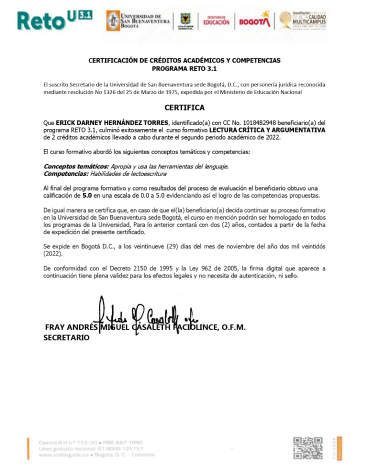 RetoU 3.1
UNIVERSIDAD DE
SAN BUENAVENTURA
BOGOTÁ
EDUCACIÓN
BOGOTÁ
CALIDAD
MULTICAMPUS
CERTIFICACIÓN DE CRÉDITOS ACADÉMICOS Y COMPETENCIAS
PROGRAMA RETO 3.1
El suscrito Secretario de la Universidad de San Buenaventura sede Bogotá, D.C., con personería jurídica reconocida
mediante resolución No 1326 del 25 de Marzo de 1975, expedida por el Ministerio de Educación Nacional
CERTIFICA
Que ERICK DARNEY HERNÁNDEZ TORRES, identificado(a) con CC No. 1018482948 beneficiario(a) del
programa RETO 3.1, culminó exitosamente el curso formativo LECTURA CRÍTICA Y ARGUMENTATIVA
de 2 créditos académicos llevado a cabo durante el segundo periodo académico de 2022.
El curso formativo abordó los siguientes conceptos temáticos y competencias:
Conceptos temáticos: Apropia y usa las herramientas del lenguaje.
Competencias: Habilidades de lectoescritura
Al final del programa formativo y como resultados del proceso de evaluación el beneficiario obtuvo una
calificación de 5.0 en una escala de 0.0 a 5.0 evidenciando así el logro de las competencias propuestas.
De igual manera se certifica que, en caso de que el(la) beneficiario(a) decida continuar su proceso formativo
en la Universidad de San Buenaventura sede Bogotá, el curso en mención podrán ser homologado en todos
los programas de la Universidad, Para lo anterior contará con dos (2) años, contados a partir de la fecha
de expedición del presente certificado.
Se expide en Bogotá D.C., a los veintinueve (29) días del mes de noviembre del año dos mil veintidós
(2022).
De conformidad con el Decreto 2150 de 1995 y la Ley 962 de 2005, la firma digital que aparece a
continuación tiene plena validez para los efectos legales y no necesita de autenticación, ni sello.
FRAY ANDRÉS MIGUEL CASALETH FACIOLINCE, O.F.M.
SECRETARIO